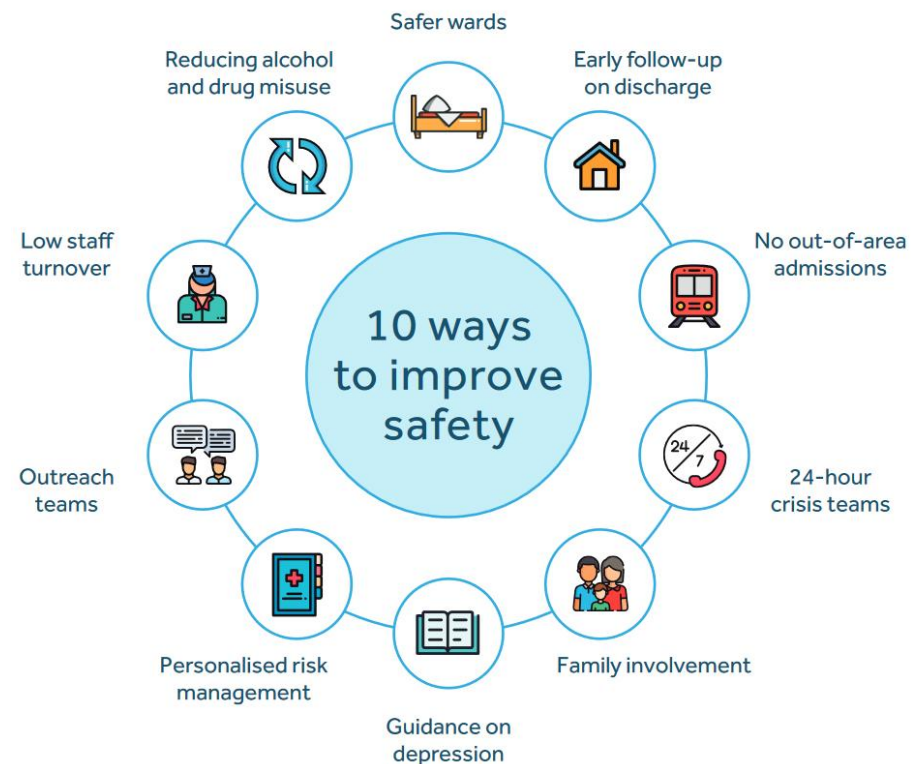 Safer wards
Early follow-up
on discharge
No out-of-area
admissions
24/7
24-hour
crisis teams
Family involvement
Guidance on
depression
Personalised risk
management
Outreach
teams
Low staff
turnover
Reducing alcohol
and drug misuse
10 ways
to improve
safety